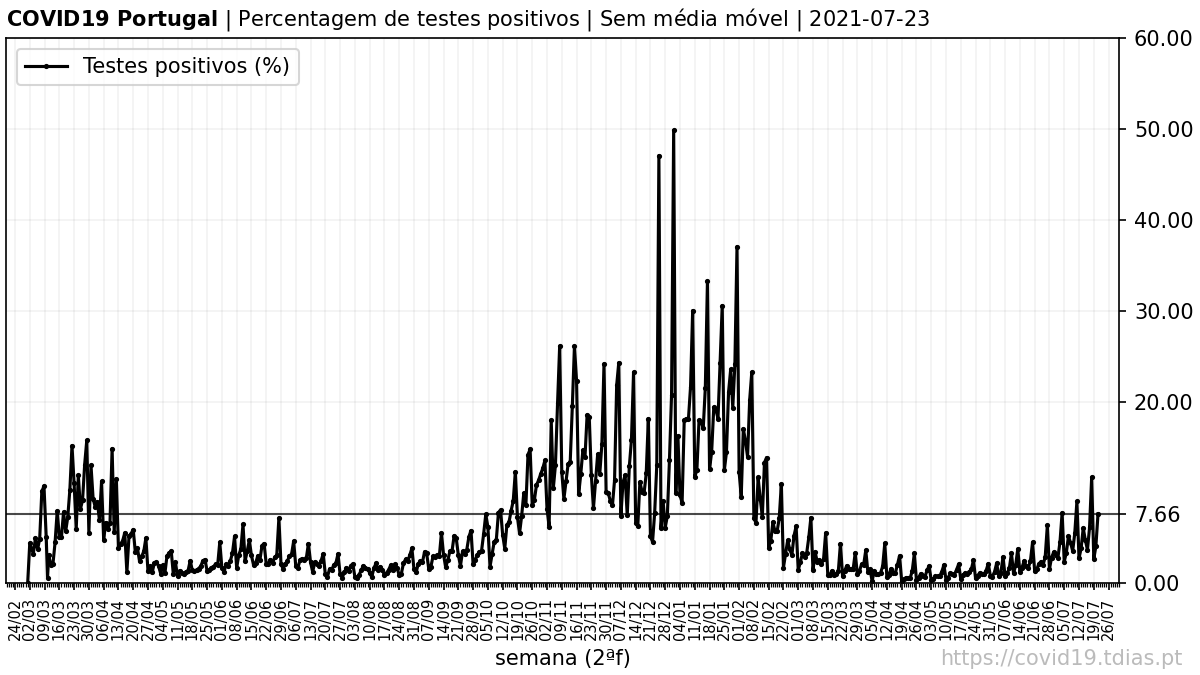 COVID19 Portugal | Percentagem de testes positivos | Sem média móvel | 2021-07-23
Testes positivos (%)
60.00
50.00
40.00
30.00
20.00
7.66
0.00
24/02 02/03 09/03 16/03 23/03 30/03 06/04 13/04 20/04 27/04 04/05 11/05 18/05 25/05 01/06 08/06 15/06 22/06 29/06 06/07 13/07 20/07 27/07 03/08 10/08 17/08 24/08 31/08 07/09 14/09 21/09 28/09 05/10 12/10 19/10 26/10 02/11 09/11 16/11 23/11 30/11 07/12 14/12 21/12 28/12 04/01 11/01 18/01 25/01 01/02 08/02 15/02 22/02 01/03 08/03 15/03 22/03 29/03 05/04 12/04 19/04 26/04 03/05 10/05 17/05 24/05 31/05 07/06 14/06 21/06 28/06 05/07 12/07 19/07 26/07
semana (2ªf)
https://covid19.tdias.pt